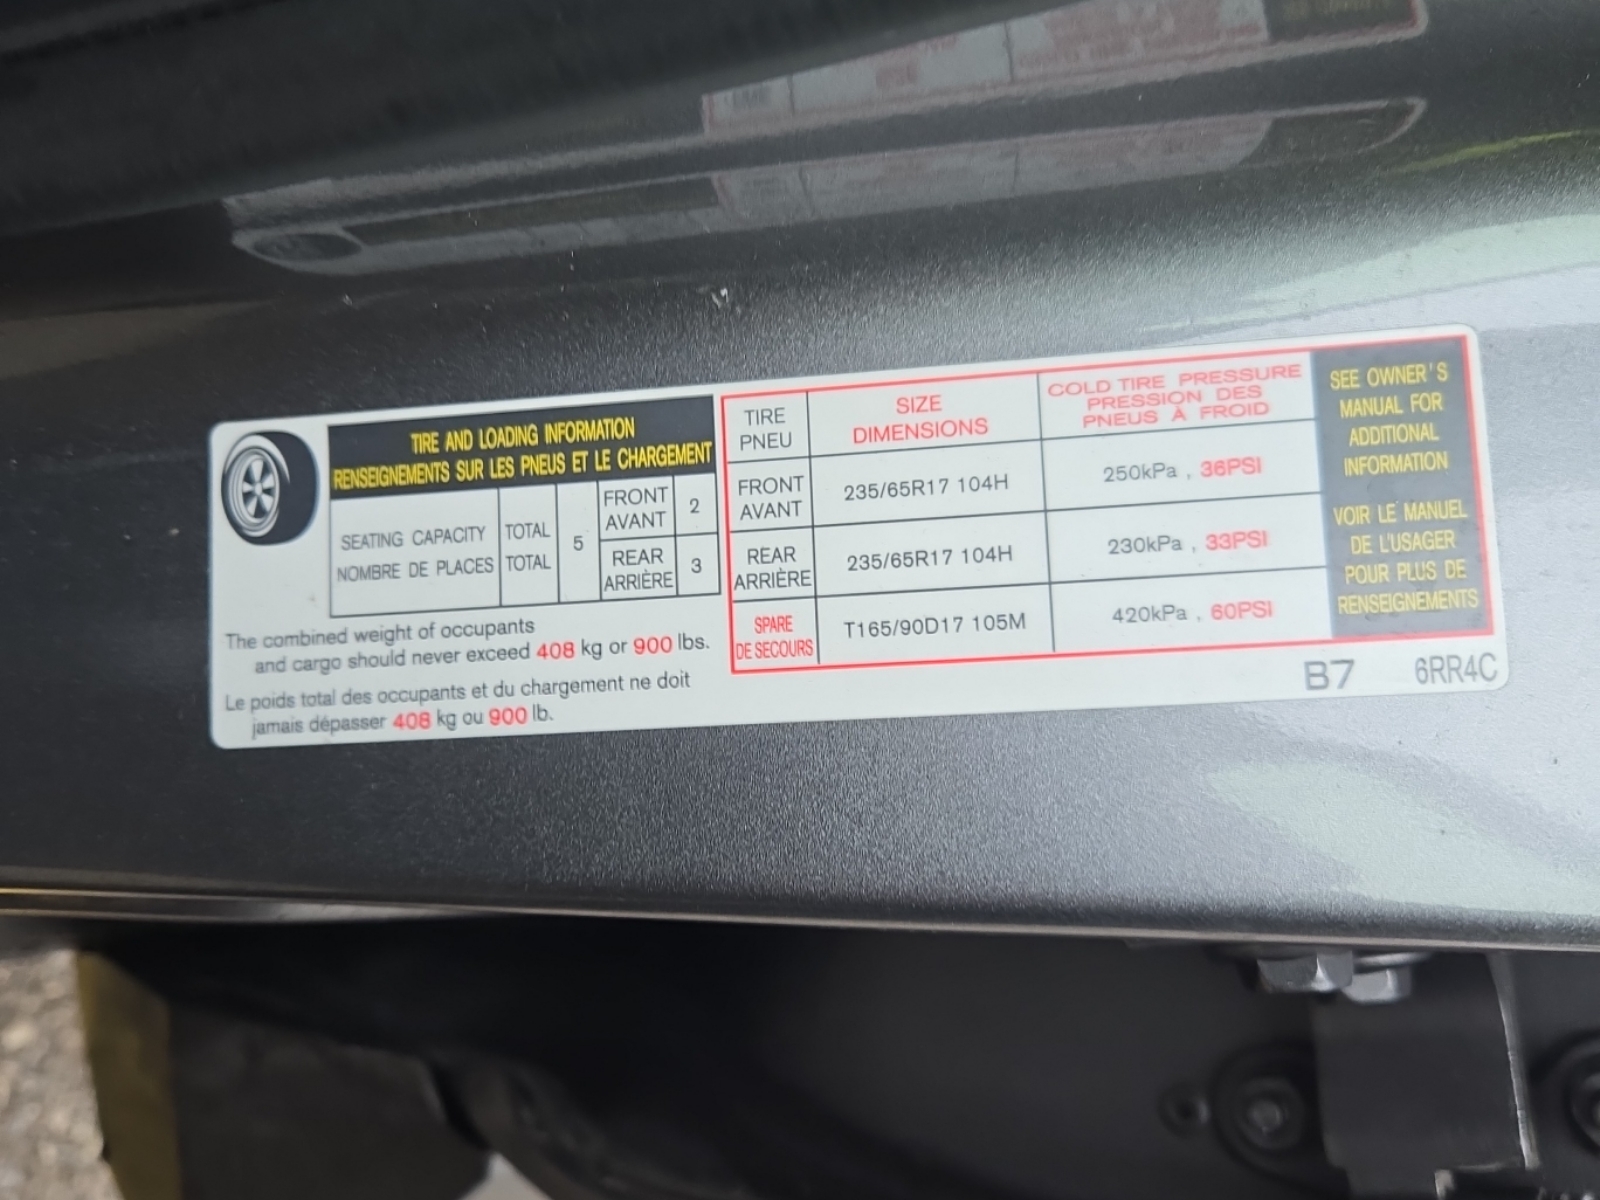 TIRE AND LOADING INFORMATION
RENSEIGNEMENTS SUR LES PNEUS ET LE CHARGEMENT
SEATING CAPACITY
NOMBRE DE PLACES
TOTAL
TOTAL
5
FRONT
AVANT
2
REAR
ARRIÈRE
3
The combined weight of occupants
and cargo should never exceed 408 kg or 900 lbs.
Le poids total des occupants et du chargement ne doit
jamais dépasser 408 kg ou 900 lb.
TIRE
PNEU
SIZE
DIMENSIONS
COLD TIRE PRESSURE
PRESSION DES
PNEUS À FROID
FRONT
AVANT
235/65R17 104H
250kPa , 36PSI
REAR
ARRIÈRE
235/65R17 104H
230kPa , 33PSI
SPARE
DE SECOURS
T165/90D17 105M
420kPa , 60PSI
SEE OWNER'S
MANUAL FOR
ADDITIONAL
INFORMATION
VOIR LE MANUEL
DE L'USAGER
POUR PLUS DE
RENSEIGNEMENTS
B7 6RR4C